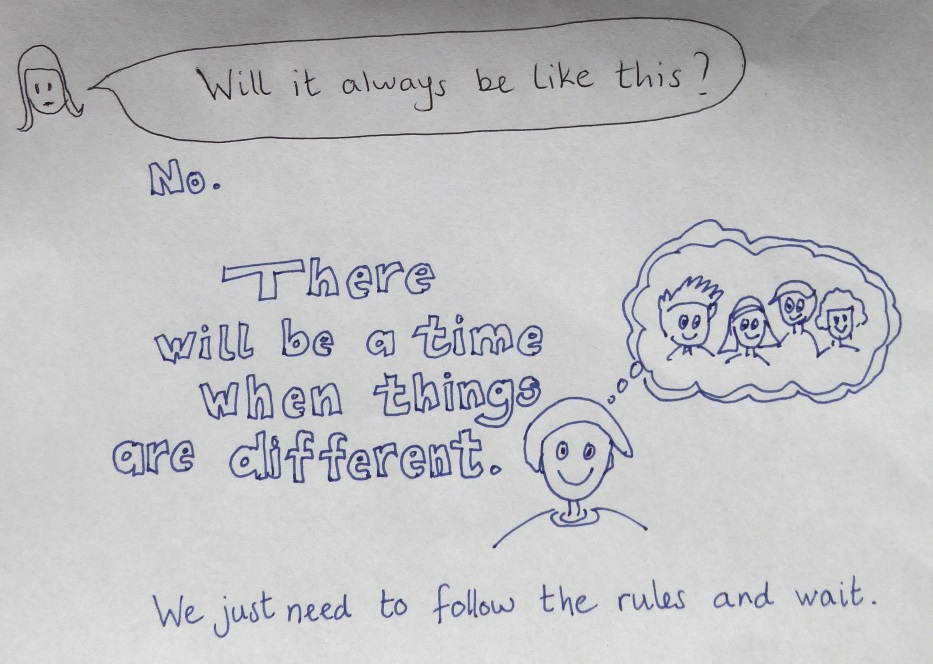 Will it always be like this?
No.
There
will be a time
when things
are different.
We just need to follow the rules and wait.